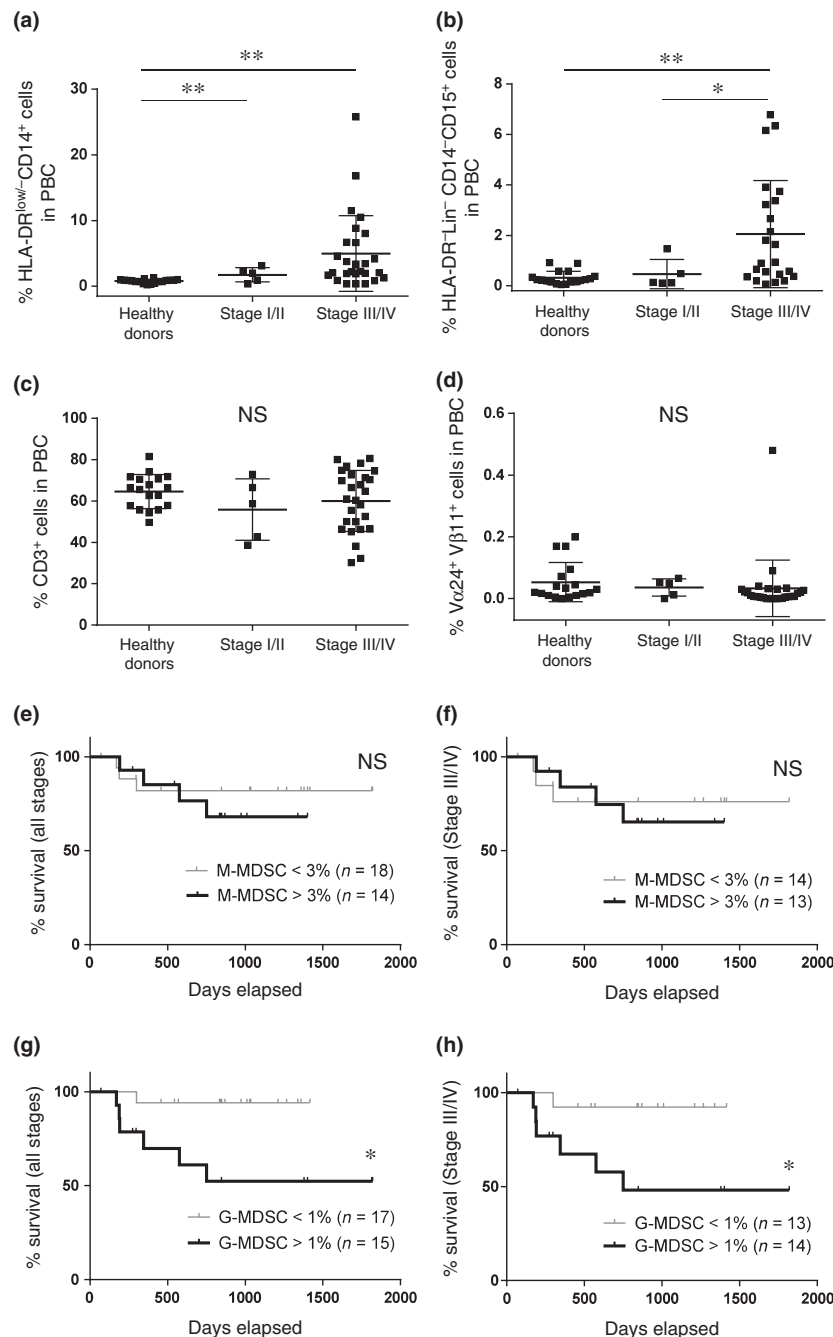 (a)
**
**
30
20
10
0
% HLA-DRlow/–CD14+ cells
in PBC
Healthy
donors
Stage I/II
Stage III/IV
(b)
**
*
8
6
4
2
0
% HLA-DR–Lin– CD14–CD15+ cells
in PBC
Healthy
donors
Stage I/II
Stage III/IV
(c)
NS
100
80
60
40
20
0
% CD3+ cells in PBC
Healthy
donors
Stage I/II
Stage III/IV
(d)
NS
0.6
0.4
0.2
0.0
% Vα24+ Vβ11+ cells in PBC
Healthy
donors
Stage I/II
Stage III/IV
(e)
100
50
0
% survival (all stages)
NS
M-MDSC < 3% (n = 18)
M-MDSC > 3% (n = 14)
0 500 1000 1500 2000
Days elapsed
(f)
100
50
0
% survival (Stage III/IV)
NS
M-MDSC < 3% (n = 14)
M-MDSC > 3% (n = 13)
0 500 1000 1500 2000
Days elapsed
(g)
100
50
0
% survival (all stages)
*
G-MDSC < 1% (n = 17)
G-MDSC > 1% (n = 15)
0 500 1000 1500 2000
Days elapsed
(h)
100
50
0
% survival (Stage III/IV)
*
G-MDSC < 1% (n = 13)
G-MDSC > 1% (n = 14)
0 500 1000 1500 2000
Days elapsed